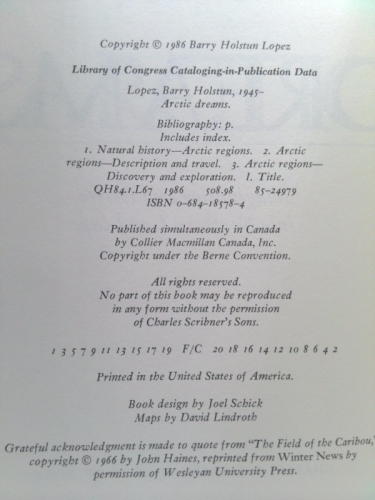 Copyright © 1986 Barry Holstun Lopez
Library of Congress Cataloging-in-Publication Data
Lopez, Barry Holstun, 1945–
Arctic dreams.
Bibliography: p.
Includes index.
1. Natural history—Arctic regions. 2. Arctic
regions—Description and travel. 3. Arctic regions—
Discovery and exploration. I. Title.
QH84.1.L67 1986 508.98 85-24979
ISBN 0-684-18578-4
Published simultaneously in Canada
by Collier Macmillan Canada, Inc.
Copyright under the Berne Convention.
All rights reserved.
No part of this book may be reproduced
in any form without the permission
of Charles Scribner's Sons.
1 3 5 7 9 11 13 15 17 19 F/C 20 18 16 14 12 10 8 6 4 2
Printed in the United States of America.
Book design by Joel Schick
Maps by David Lindroth
Grateful acknowledgment is made to quote from "The Field of the Caribou,"
copyright © 1966 by John Haines, reprinted from Winter News by
permission of Wesleyan University Press.